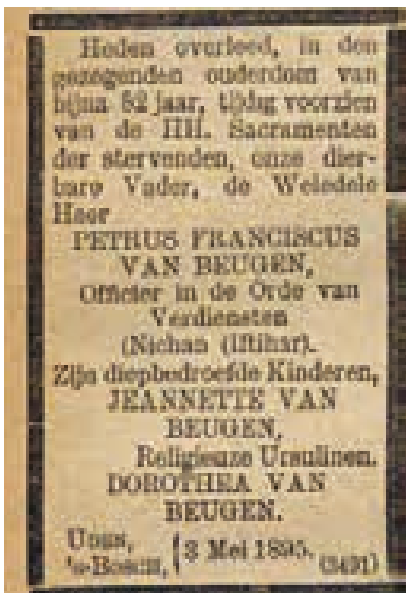 Heden overleed, in den
gezegenden ouderdom van
bijna 82 jaar, tijdig voorzien
van de HH. Sacramenten
der stervenden, onze dier-
bare Vader, de Weledele
Heer
PETRUS FRANCISCUS
VAN BEUGEN,
Officier in de Orde van
Verdiensten
(Nichan (Iftihar).
Zijn diepbedroefde Kinderen,
JEANNETTE VAN
BEUGEN,
Religieuze Ursulinen.
DOROTHEA VAN
BEUGEN.
UDEN,
's-BOSCH, { 3 Mei 1895.
(3491)